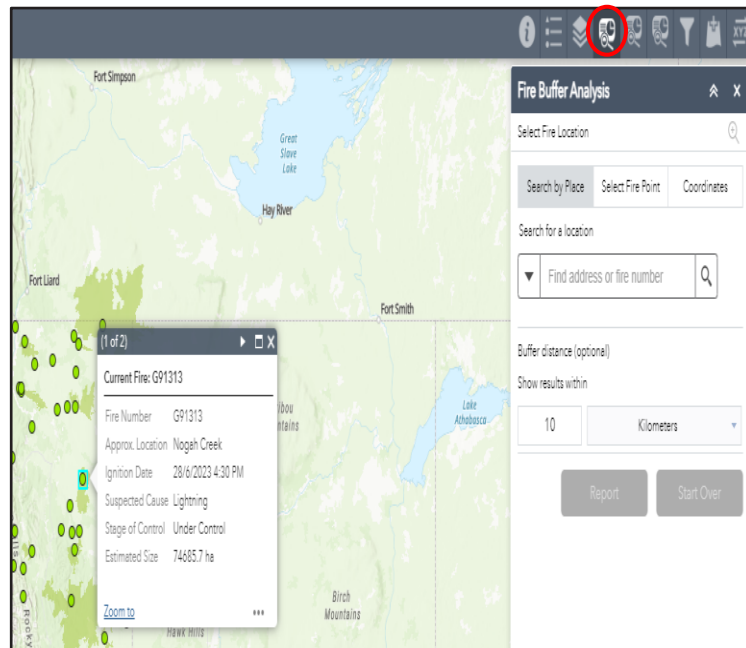 i
XYZ
Fort Simpson
Great
Slave
Lake
Hay River
Fort Liard
Fort Smith
Lake
Athabasca
Birch
Mountains
(1 of 2)
Current Fire: G91313
Fire Number G91313
Approx. Location Nogah Creek
Ignition Date 28/6/2023 4:30 PM
Suspected Cause Lightning
Stage of Control Under Control
Estimated Size 74685.7 ha
Zoom to
Fire Buffer Analysis
X
Select Fire Location
Search by Place Select Fire Point Coordinates
Search for a location
Find address or fire number
Buffer distance (optional)
Show results within
10 Kilometers
Report Start Over